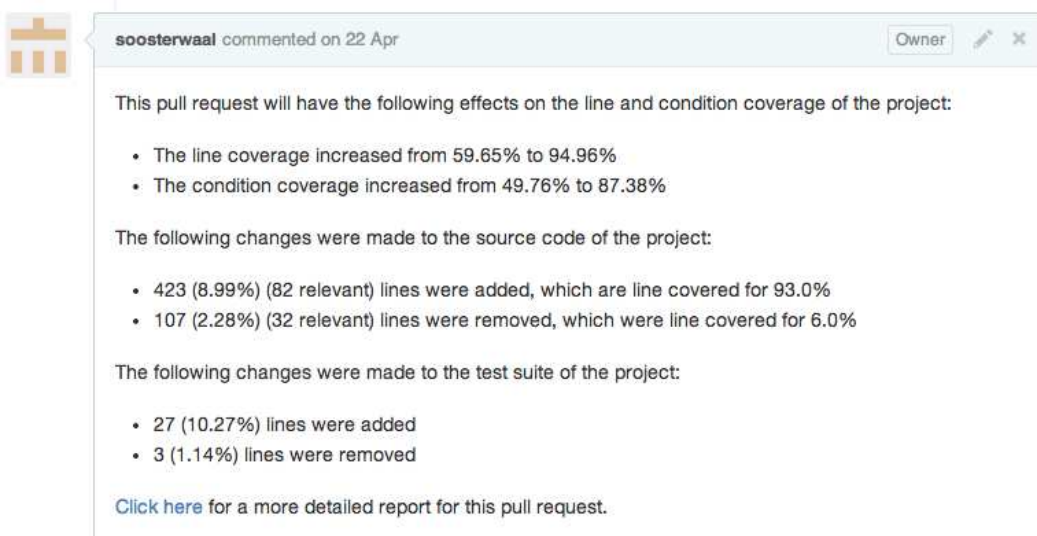 soosterwaal commented on 22 Apr Owner
This pull request will have the following effects on the line and condition coverage of the project:
• The line coverage increased from 59.65% to 94.96%
• The condition coverage increased from 49.76% to 87.38%
The following changes were made to the source code of the project:
• 423 (8.99%) (82 relevant) lines were added, which are line covered for 93.0%
• 107 (2.28%) (32 relevant) lines were removed, which were line covered for 6.0%
The following changes were made to the test suite of the project:
• 27 (10.27%) lines were added
• 3 (1.14%) lines were removed
Click here for a more detailed report for this pull request.